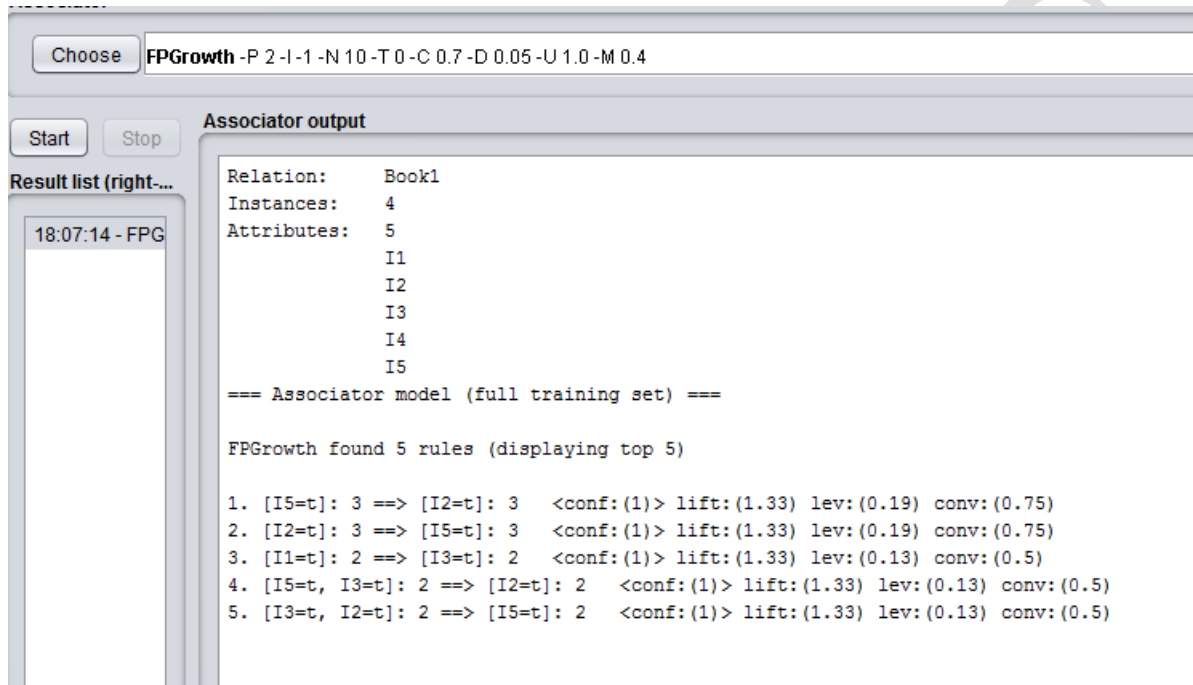 Choose FPGrowth -P 2 -I -1 -N 10 -T 0 -C 0.7 -D 0.05 -U 1.0 -M 0.4
Start Stop
Result list (right-...
18:07:14 - FPG
Associator output
Relation: Book1
Instances: 4
Attributes: 5
I1
I2
I3
I4
I5
=== Associator model (full training set) ===
FPGrowth found 5 rules (displaying top 5)
1. [I5=t]: 3 ==> [I2=t]: 3 <conf:(1)> lift:(1.33) lev:(0.19) conv:(0.75)
2. [I2=t]: 3 ==> [I5=t]: 3 <conf:(1)> lift:(1.33) lev:(0.19) conv:(0.75)
3. [I1=t]: 2 ==> [I3=t]: 2 <conf:(1)> lift:(1.33) lev:(0.13) conv:(0.5)
4. [I5=t, I3=t]: 2 ==> [I2=t]: 2 <conf:(1)> lift:(1.33) lev:(0.13) conv:(0.5)
5. [I3=t, I2=t]: 2 ==> [I5=t]: 2 <conf:(1)> lift:(1.33) lev:(0.13) conv:(0.5)